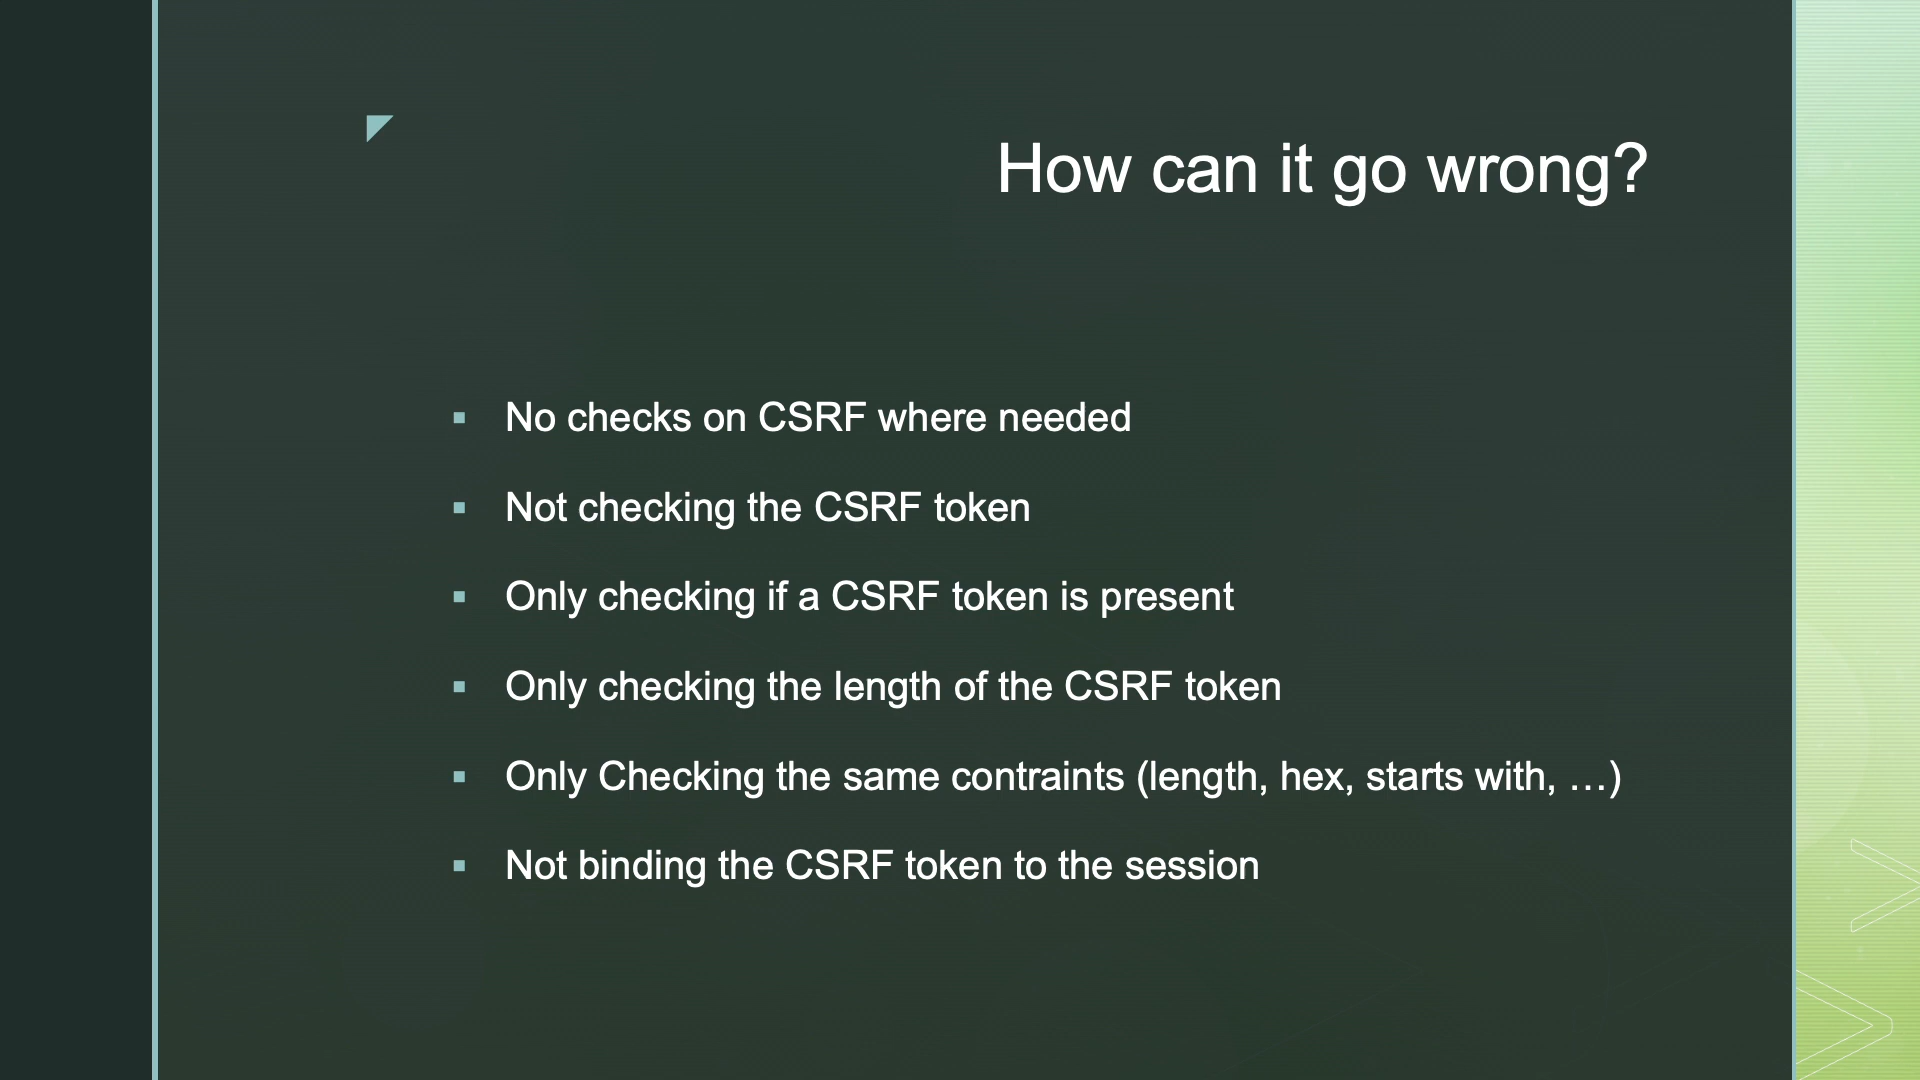 How can it go wrong?
No checks on CSRF where needed
Not checking the CSRF token
Only checking if a CSRF token is present
Only checking the length of the CSRF token
Only Checking the same contraints (length, hex, starts with, …)
Not binding the CSRF token to the session